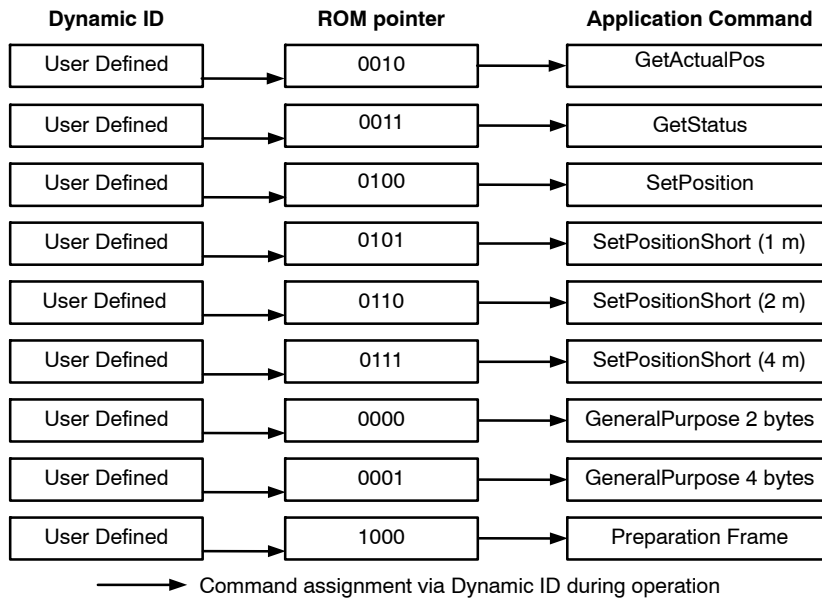 Dynamic ID ROM pointer Application Command
User Defined 0010 GetActualPos
User Defined 0011 GetStatus
User Defined 0100 SetPosition
User Defined 0101 SetPositionShort (1 m)
User Defined 0110 SetPositionShort (2 m)
User Defined 0111 SetPositionShort (4 m)
User Defined 0000 GeneralPurpose 2 bytes
User Defined 0001 GeneralPurpose 4 bytes
User Defined 1000 Preparation Frame
Command assignment via Dynamic ID during operation